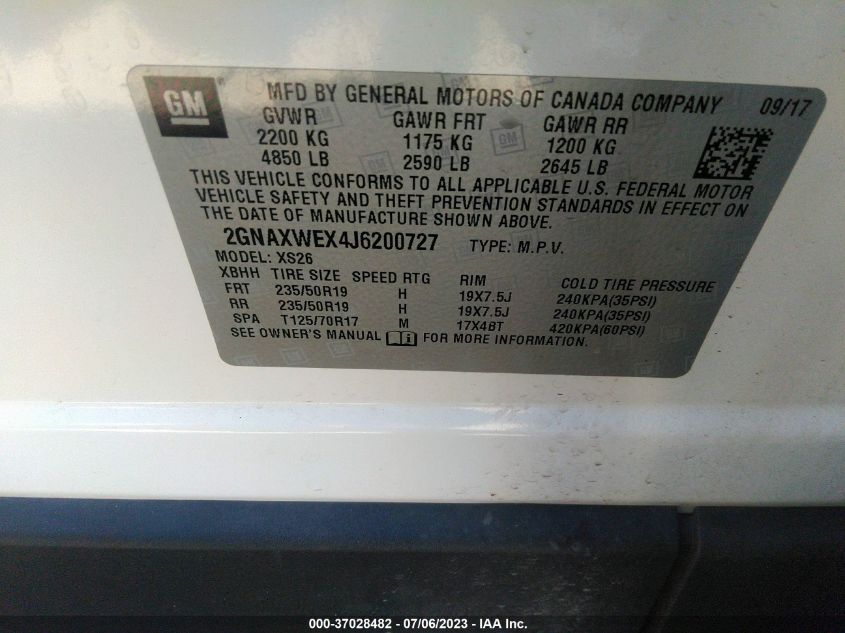 GM
MFD BY GENERAL MOTORS OF CANADA COMPANY 09/17
GVWR GAWR FRT GAWR RR
2200 KG 1175 KG 1200 KG
4850 LB 2590 LB 2645 LB
THIS VEHICLE CONFORMS TO ALL APPLICABLE U.S. FEDERAL MOTOR
VEHICLE SAFETY AND THEFT PREVENTION STANDARDS IN EFFECT ON
THE DATE OF MANUFACTURE SHOWN ABOVE.
2GNAXWEX4J6200727 TYPE: M.P.V.
MODEL: XS26
XBHH TIRE SIZE SPEED RTG RIM COLD TIRE PRESSURE
FRT 235/50R19 H 19X7.5J 240KPA(35PSI)
RR 235/50R19 H 19X7.5J 240KPA(35PSI)
SPA T125/70R17 M 17X4BT 420KPA(60PSI)
SEE OWNER'S MANUAL i FOR MORE INFORMATION.
000-37028482 - 07/06/2023 - IAA Inc.